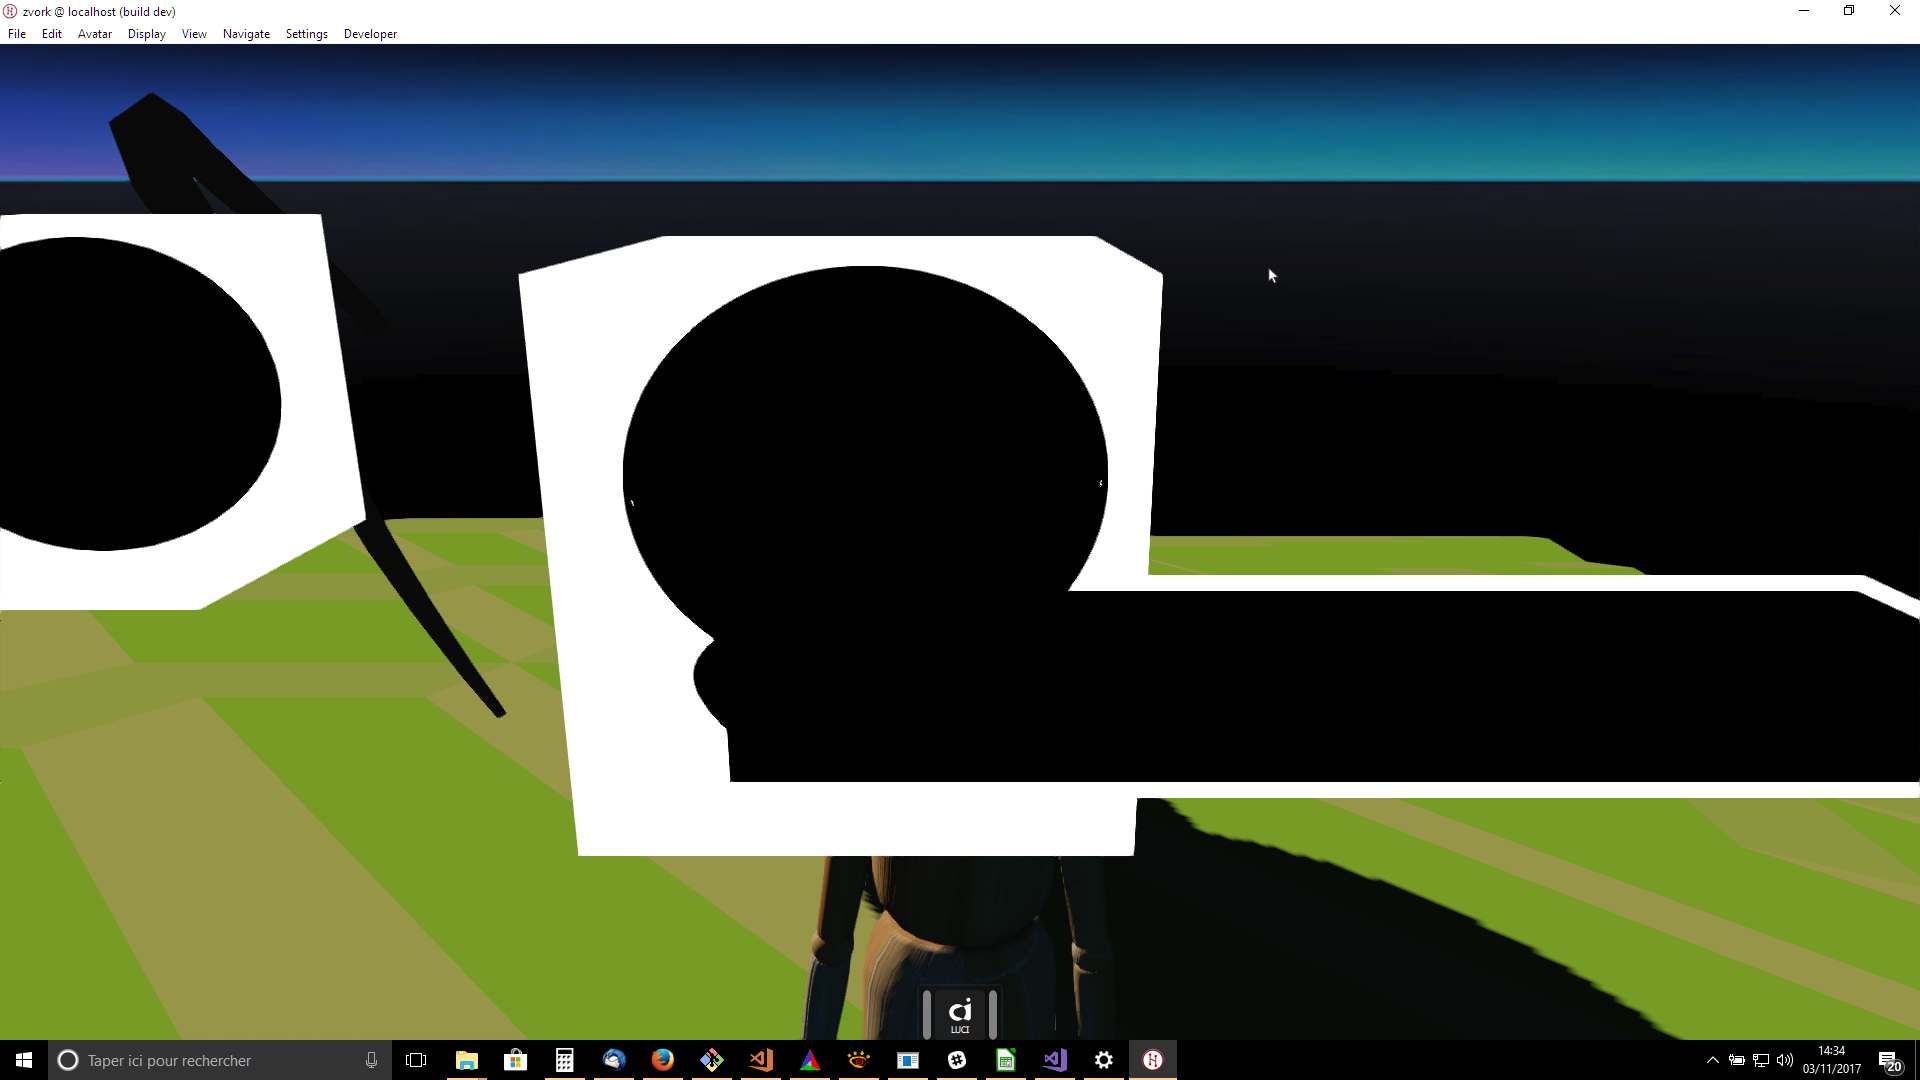 zvork @ localhost (build dev)
File Edit Avatar Display View Navigate Settings Developer
ci
LUCI
Taper ici pour rechercher
14:34
03/11/2017
20